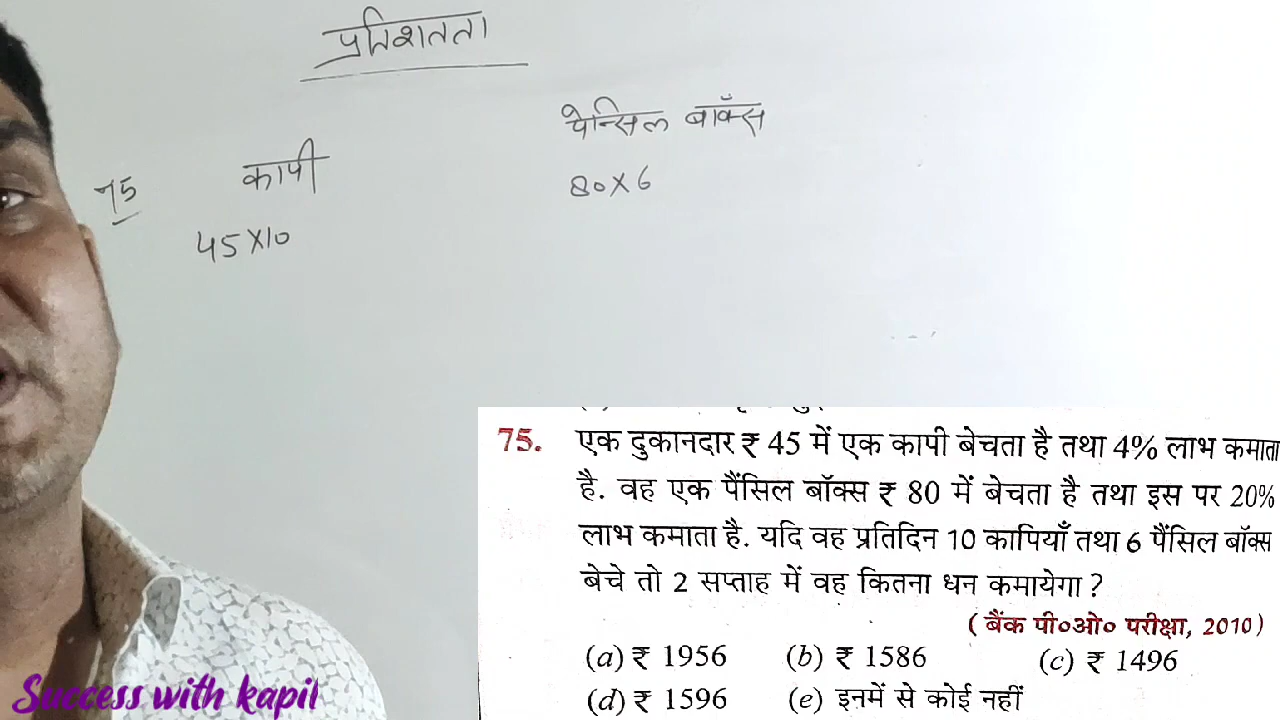 प्रतिशतता
पेन्सिल बॉक्स
75 कापी
80×6
45×10
75. एक दुकानदार ₹ 45 में एक कापी बेचता है तथा 4% लाभ कमाता
है. वह एक पैंसिल बॉक्स ₹ 80 में बेचता है तथा इस पर 20%
लाभ कमाता है. यदि वह प्रतिदिन 10 कापियाँ तथा 6 पैंसिल बॉक्स
बेचे तो 2 सप्ताह में वह कितना धन कमायेगा ?
( बैंक पी०ओ० परीक्षा, 2010 )
(a) ₹ 1956 (b) ₹ 1586 (c) ₹ 1496
(d) ₹ 1596 (e) इनमें से कोई नहीं
Success with kapil